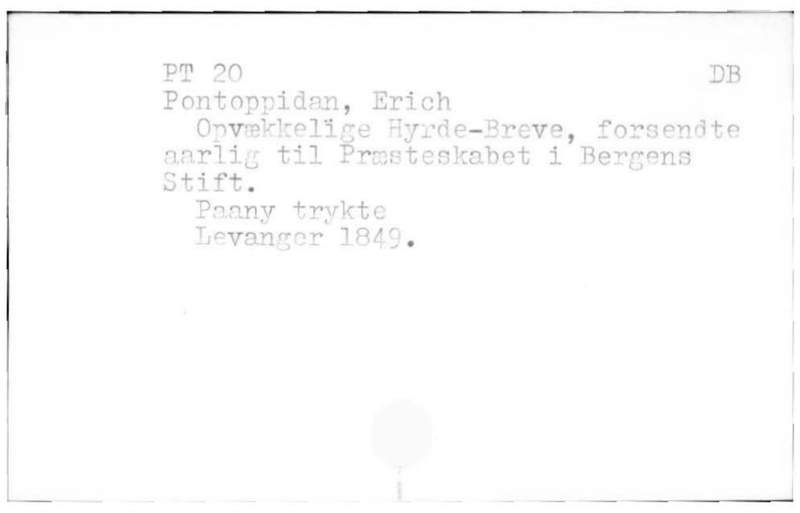 PT 20 DB
Pontoppidan, Erich
Opvækkelige Hyrde-Breve, forsendte
aarlig til Præsteskabet i Bergens
Stift.
Paany trykte
Levanger 1849.